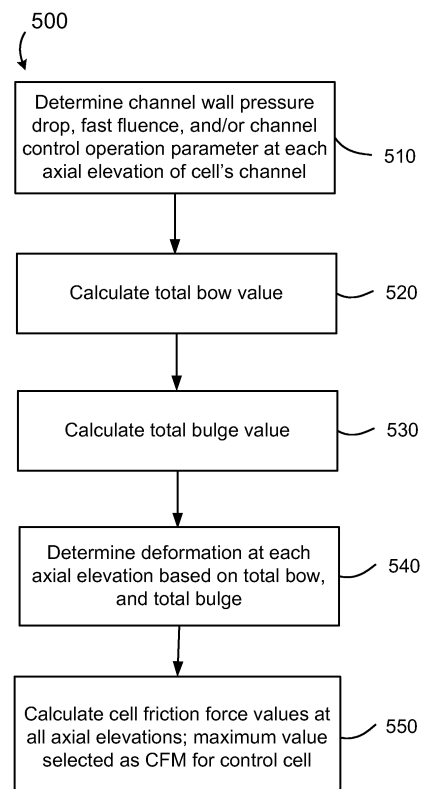 500
Determine channel wall pressure
drop, fast fluence, and/or channel
control operation parameter at each
axial elevation of cell's channel
510
Calculate total bow value
520
Calculate total bulge value
530
Determine deformation at each
axial elevation based on total bow,
and total bulge
540
Calculate cell friction force values at
all axial elevations; maximum value
selected as CFM for control cell
550